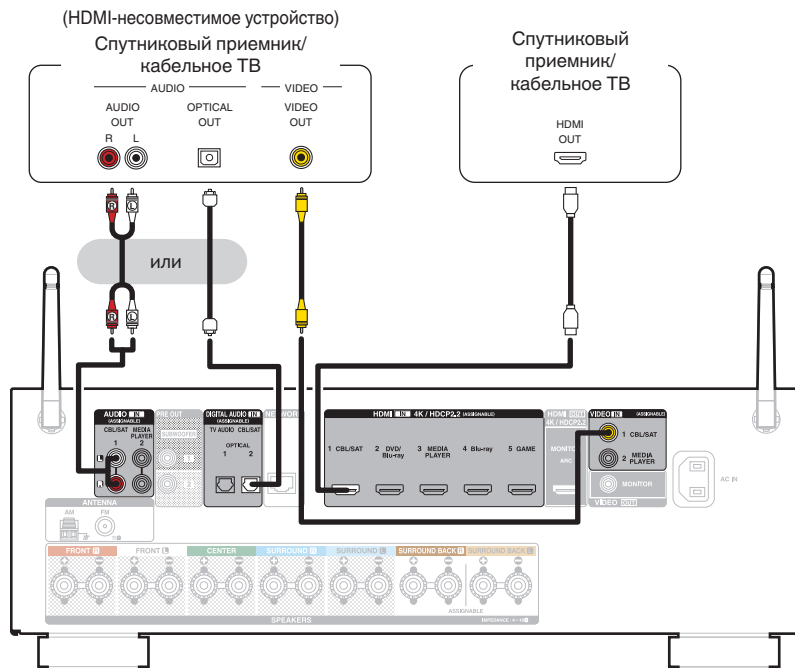 (HDMI-несовместимое устройство)
Спутниковый приемник/
кабельное ТВ
AUDIO
VIDEO
AUDIO
OUT
OPTICAL
OUT
VIDEO
OUT
R L
Спутниковый
приемник/
кабельное ТВ
HDMI
OUT
R L
или
R L
AUDIO IN
(ASSIGNABLE)
CBL/SAT
1
MEDIA
PLAYER
2
L
R
PRE OUT
SUBWOOFER
1
2
DIGITAL AUDIO IN
(ASSIGNABLE)
TV AUDIO CBL/SAT
OPTICAL
1 2
NETWORK
HDMI IN 4K / HDCP2.2 (ASSIGNABLE)
1 CBL/SAT
2 DVD/
Blu-ray
3 MEDIA
PLAYER
4 Blu-ray
5 GAME
HDMI OUT
4K / HDCP2.2
MONITOR
ARC
VIDEO IN (ASSIGNABLE)
1 CBL/SAT
2 MEDIA
PLAYER
MONITOR
VIDEO OUT
AC IN
ANTENNA
AM FM
FRONT R
FRONT L
CENTER
SURROUND R
SURROUND L
SURROUND BACK R
SURROUND BACK L
ASSIGNABLE
SPEAKERS